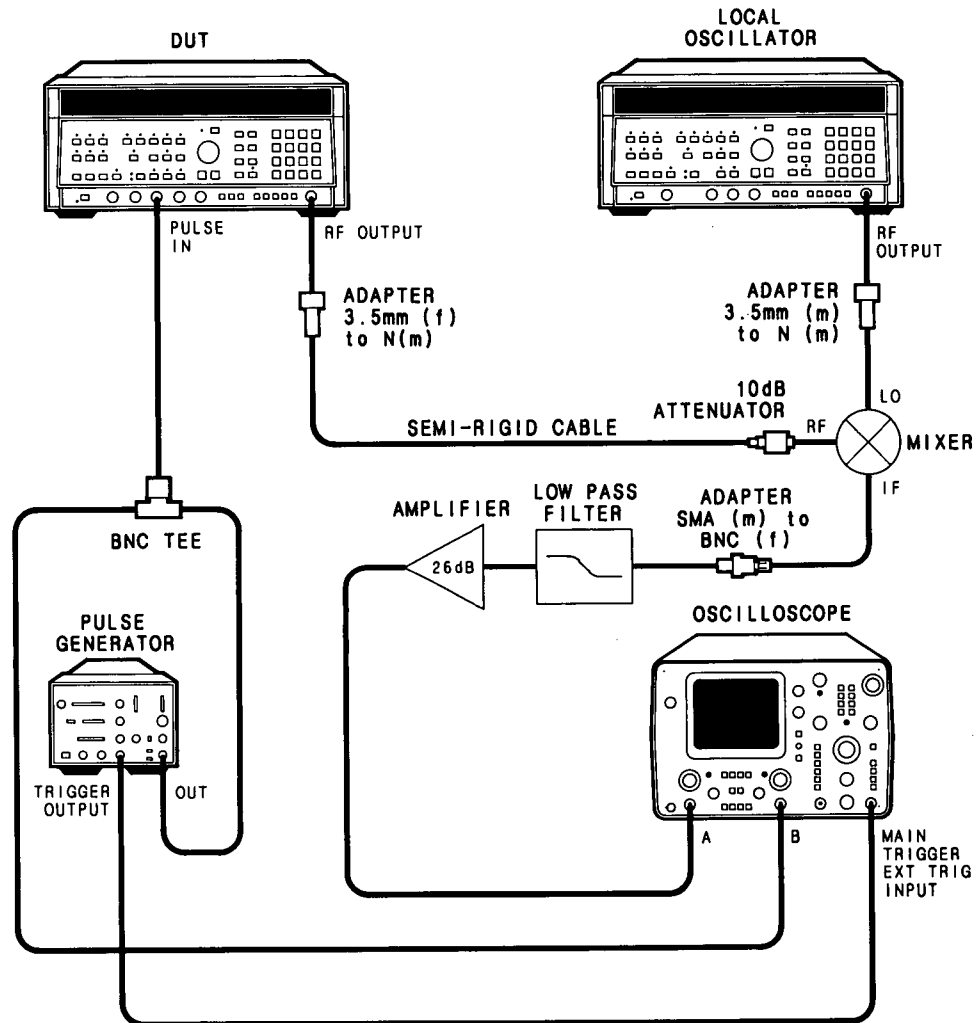 LOCAL
OSCILLATOR
DUT
PULSE
IN
RF OUTPUT
RF
OUTPUT
ADAPTER
3.5mm (f)
to N(m)
ADAPTER
3.5mm (m)
to N (m)
10dB
ATTENUATOR
LO
RF
MIXER
SEMI-RIGID CABLE
IF
BNC TEE
AMPLIFIER
26dB
LOW PASS
FILTER
ADAPTER
SMA (m) to
BNC (f)
PULSE
GENERATOR
OSCILLOSCOPE
TRIGGER
OUTPUT
OUT
A
B
MAIN
TRIGGER
EXT TRIG
INPUT